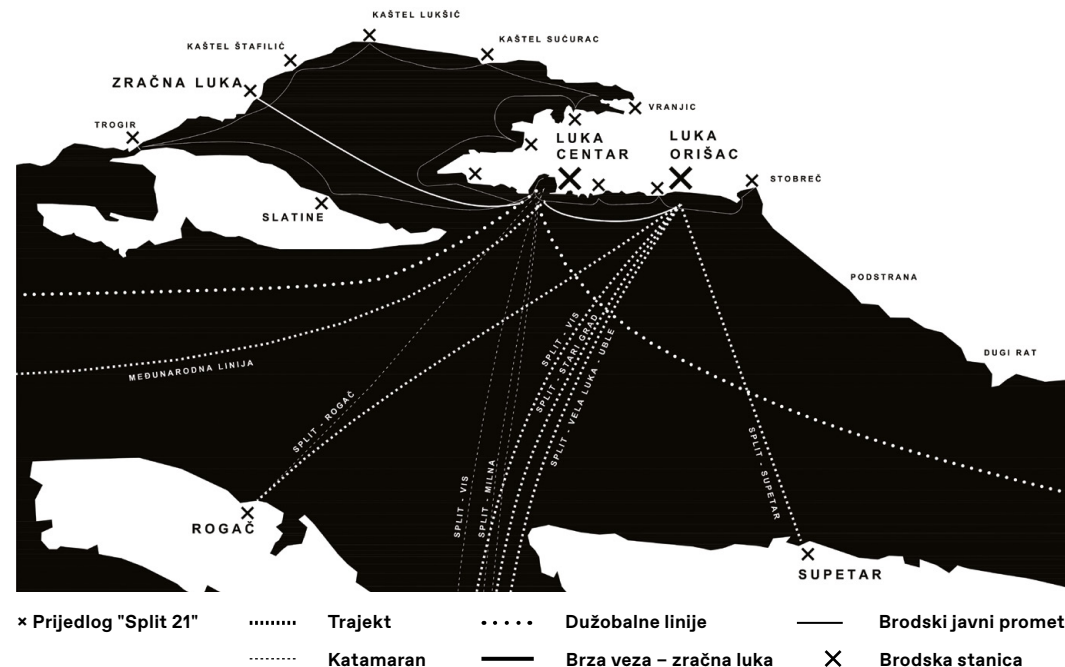 KAŠTEL LUKŠIĆ
KAŠTEL SUĆURAC
KAŠTEL ŠTAFILIĆ
ZRAČNA LUKA
VRANJIC
TROGIR
LUKA
CENTAR
LUKA
ORIŠAC
STOBREČ
SLATINE
PODSTRANA
DUGI RAT
MEĐUNARODNA LINIJA
SPLIT - VIS
SPLIT - STARI GRAD
SPLIT - VELA LUKA - UBLE
SPLIT - ROGAČ
SPLIT - SUPETAR
SPLIT - VIS
SPLIT - MILNA
ROGAČ
SUPETAR
× Prijedlog "Split 21"
Trajekt
Dužobalne linije
Brodski javni promet
Katamaran
Brza veza – zračna luka
Brodska stanica